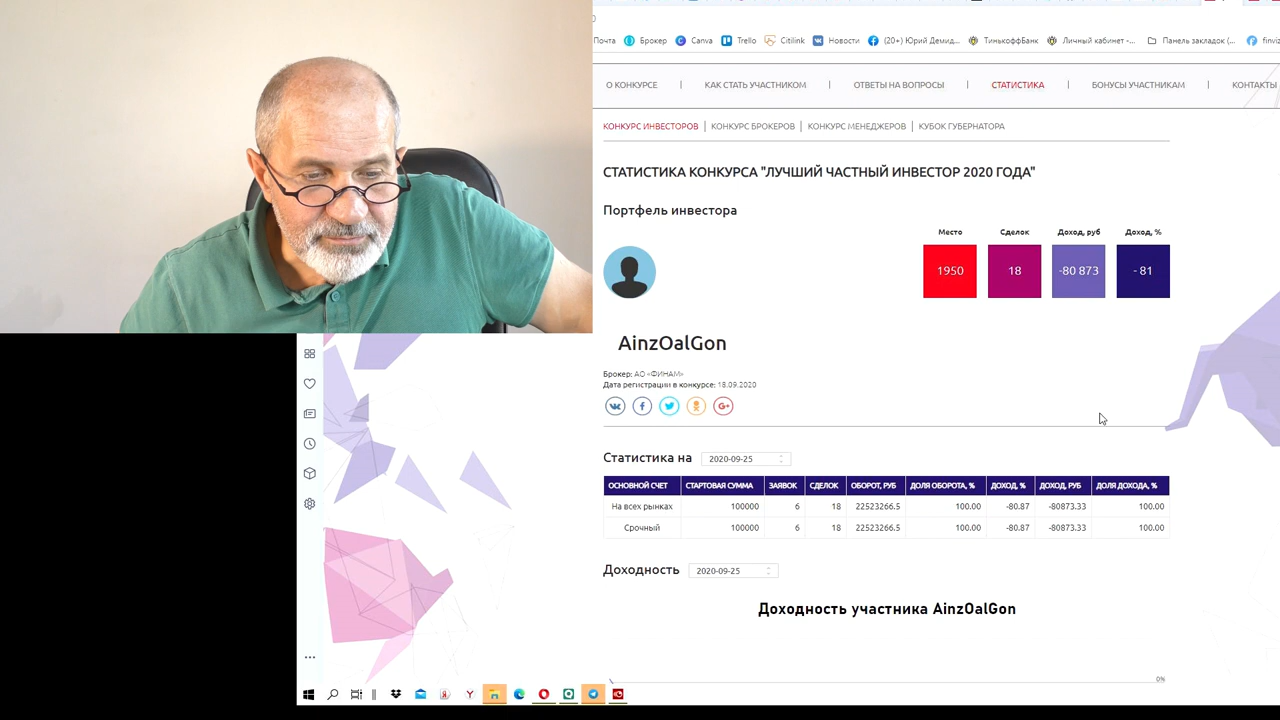 Почта Брокер Canva Trello Citilink Новости (20+) Юрий Демид... ТинькоффБанк Личный кабинет -... Панель закладок (... finviz
О КОНКУРСЕ | КАК СТАТЬ УЧАСТНИКОМ | ОТВЕТЫ НА ВОПРОСЫ | СТАТИСТИКА | БОНУСЫ УЧАСТНИКАМ | КОНТАКТЫ
КОНКУРС ИНВЕСТОРОВ | КОНКУРС БРОКЕРОВ | КОНКУРС МЕНЕДЖЕРОВ | КУБОК ГУБЕРНАТОРА
СТАТИСТИКА КОНКУРСА "ЛУЧШИЙ ЧАСТНЫЙ ИНВЕСТОР 2020 ГОДА"
Портфель инвестора
Место Сделок Доход, руб Доход, %
1950 18 -80 873 - 81
AinzOalGon
Брокер: АО «ФИНАМ»
Дата регистрации в конкурсе: 18.09.2020
Статистика на 2020-09-25
ОСНОВНОЙ СЧЕТ СТАРТОВАЯ СУММА ЗАЯВОК СДЕЛОК ОБОРОТ, РУБ ДОЛЯ ОБОРОТА, % ДОХОД, % ДОХОД, РУБ ДОЛЯ ДОХОДА, %
На всех рынках 100000 6 18 22523266.5 100.00 -80.87 -80873.33 100.00
Срочный 100000 6 18 22523266.5 100.00 -80.87 -80873.33 100.00
Доходность 2020-09-25
Доходность участника AinzOalGon
0%